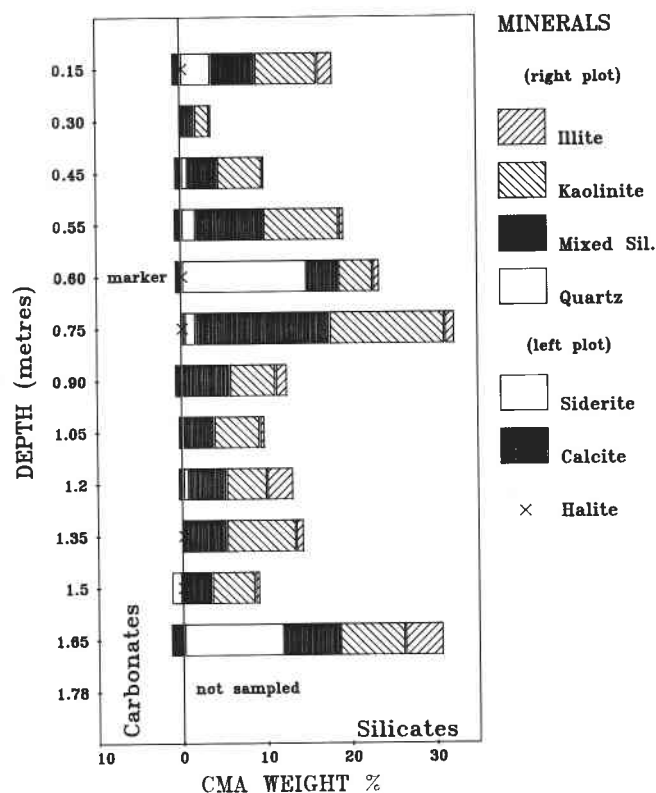 MINERALS
(right plot)
Illite
Kaolinite
Mixed Sil.
Quartz
(left plot)
Siderite
Calcite
× Halite
DEPTH (metres)
0.15
0.30
0.45
0.55
0.60
0.75
0.90
1.05
1.2
1.35
1.5
1.65
1.78
marker
not sampled
Carbonates
Silicates
10 0 10 20 30
CMA WEIGHT %